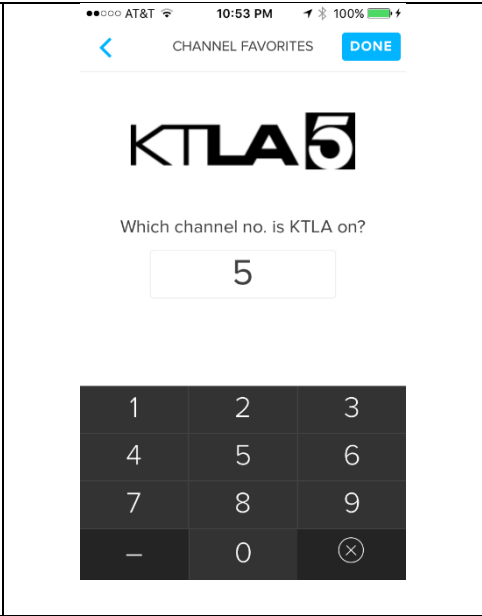 AT&T 10:53 PM 100%
CHANNEL FAVORITES DONE
KTLA5
Which channel no. is KTLA on?
5
1 2 3
4 5 6
7 8 9
– 0